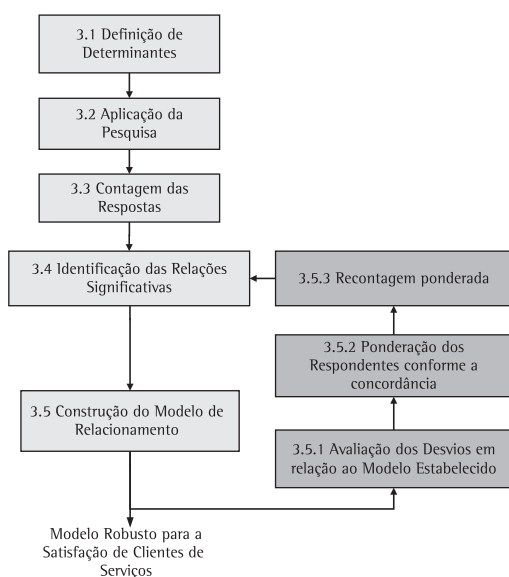 3.1 Definição de
Determinantes
3.2 Aplicação da
Pesquisa
3.3 Contagem das
Respostas
3.4 Identificação das Relações
Significativas
3.5 Construção do Modelo de
Relacionamento
3.5.3 Recontagem ponderada
3.5.2 Ponderação dos
Respondentes conforme a
concordância
3.5.1 Avaliação dos Desvios em
relação ao Modelo Estabelecido
Modelo Robusto para a
Satisfação de Clientes de
Serviços